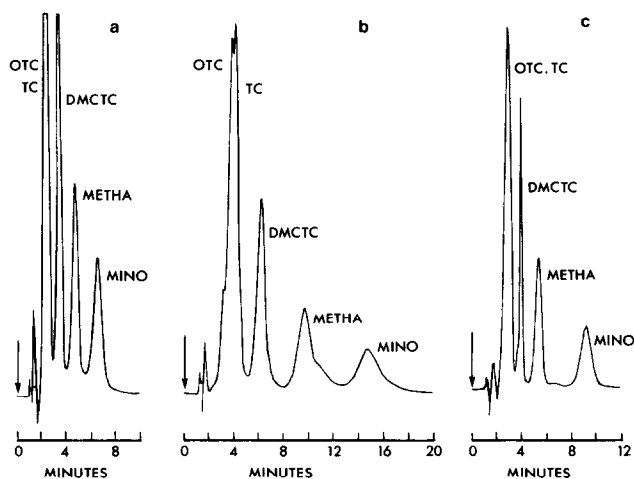 a
OTC
TC
DMCTC
METHA
MINO
0 4 8
MINUTES
b
OTC
TC
DMCTC
METHA
MINO
0 4 8 12 16 20
MINUTES
c
OTC, TC
DMCTC
METHA
MINO
0 4 8 12
MINUTES